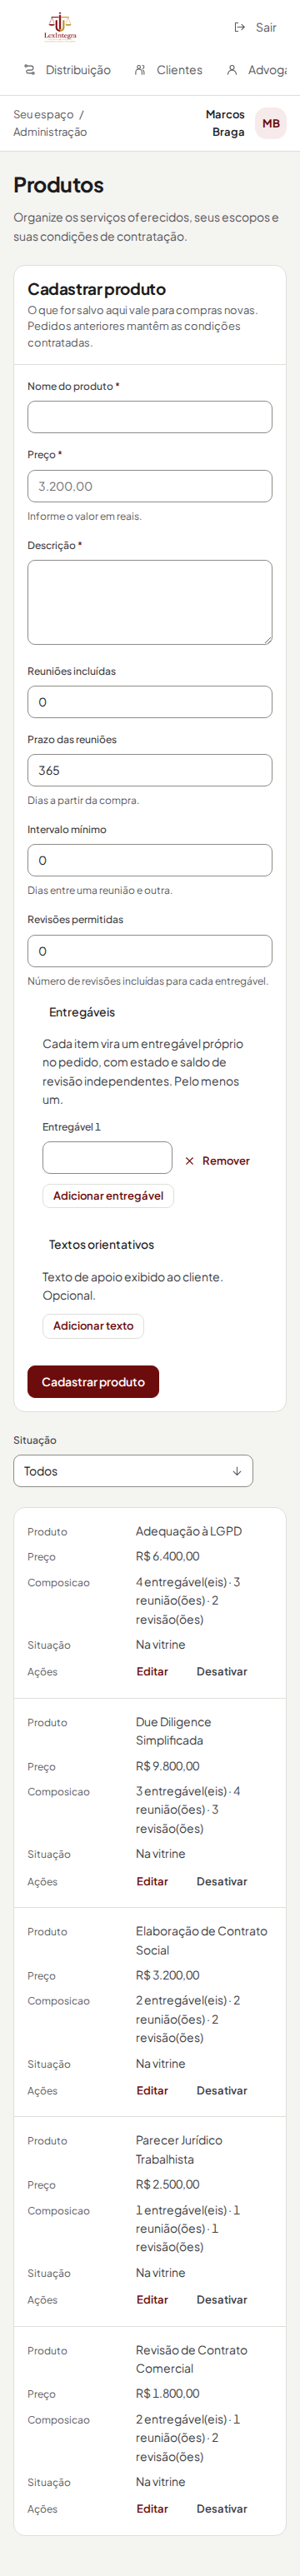 LexIntegra
Sair
Distribuição
Clientes
Advoga
Seu espaço /
Administração
Marcos
Braga
MB
Produtos
Organize os serviços oferecidos, seus escopos e
suas condições de contratação.
Cadastrar produto
O que for salvo aqui vale para compras novas.
Pedidos anteriores mantêm as condições
contratadas.
Nome do produto *
Preço *
3.200,00
Informe o valor em reais.
Descrição *
Reuniões incluídas
0
Prazo das reuniões
365
Dias a partir da compra.
Intervalo mínimo
0
Dias entre uma reunião e outra.
Revisões permitidas
0
Número de revisões incluídas para cada entregável.
Entregáveis
Cada item vira um entregável próprio
no pedido, com estado e saldo de
revisão independentes. Pelo menos
um.
Entregável 1
Remover
Adicionar entregável
Textos orientativos
Texto de apoio exibido ao cliente.
Opcional.
Adicionar texto
Cadastrar produto
Situação
Todos
Produto
Adequação à LGPD
Preço
R$ 6.400,00
Composicao
4 entregável(eis) · 3
reunião(ões) · 2
revisão(ões)
Situação
Na vitrine
Ações
Editar
Desativar
Produto
Due Diligence
Simplificada
Preço
R$ 9.800,00
Composicao
3 entregável(eis) · 4
reunião(ões) · 3
revisão(ões)
Situação
Na vitrine
Ações
Editar
Desativar
Produto
Elaboração de Contrato
Social
Preço
R$ 3.200,00
Composicao
2 entregável(eis) · 2
reunião(ões) · 2
revisão(ões)
Situação
Na vitrine
Ações
Editar
Desativar
Produto
Parecer Jurídico
Trabalhista
Preço
R$ 2.500,00
Composicao
1 entregável(eis) · 1
reunião(ões) · 1
revisão(ões)
Situação
Na vitrine
Ações
Editar
Desativar
Produto
Revisão de Contrato
Comercial
Preço
R$ 1.800,00
Composicao
2 entregável(eis) · 1
reunião(ões) · 2
revisão(ões)
Situação
Na vitrine
Ações
Editar
Desativar